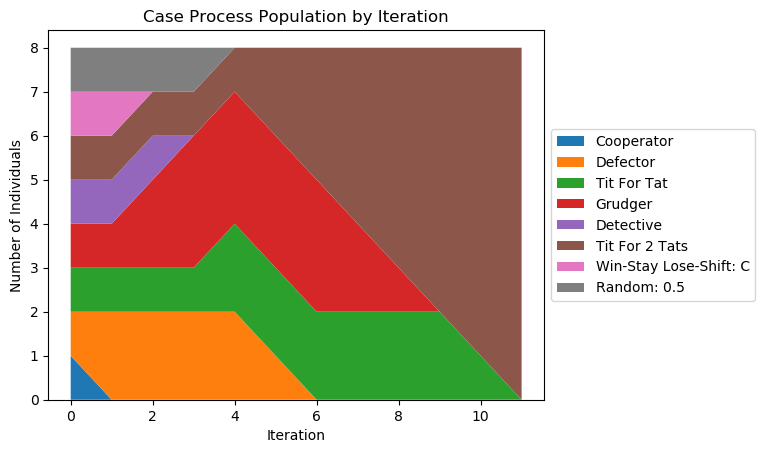 Case Process Population by Iteration
Number of Individuals
8
7
6
5
4
3
2
1
0
0 2 4 6 8 10
Iteration
Cooperator
Defector
Tit For Tat
Grudger
Detective
Tit For 2 Tats
Win-Stay Lose-Shift: C
Random: 0.5